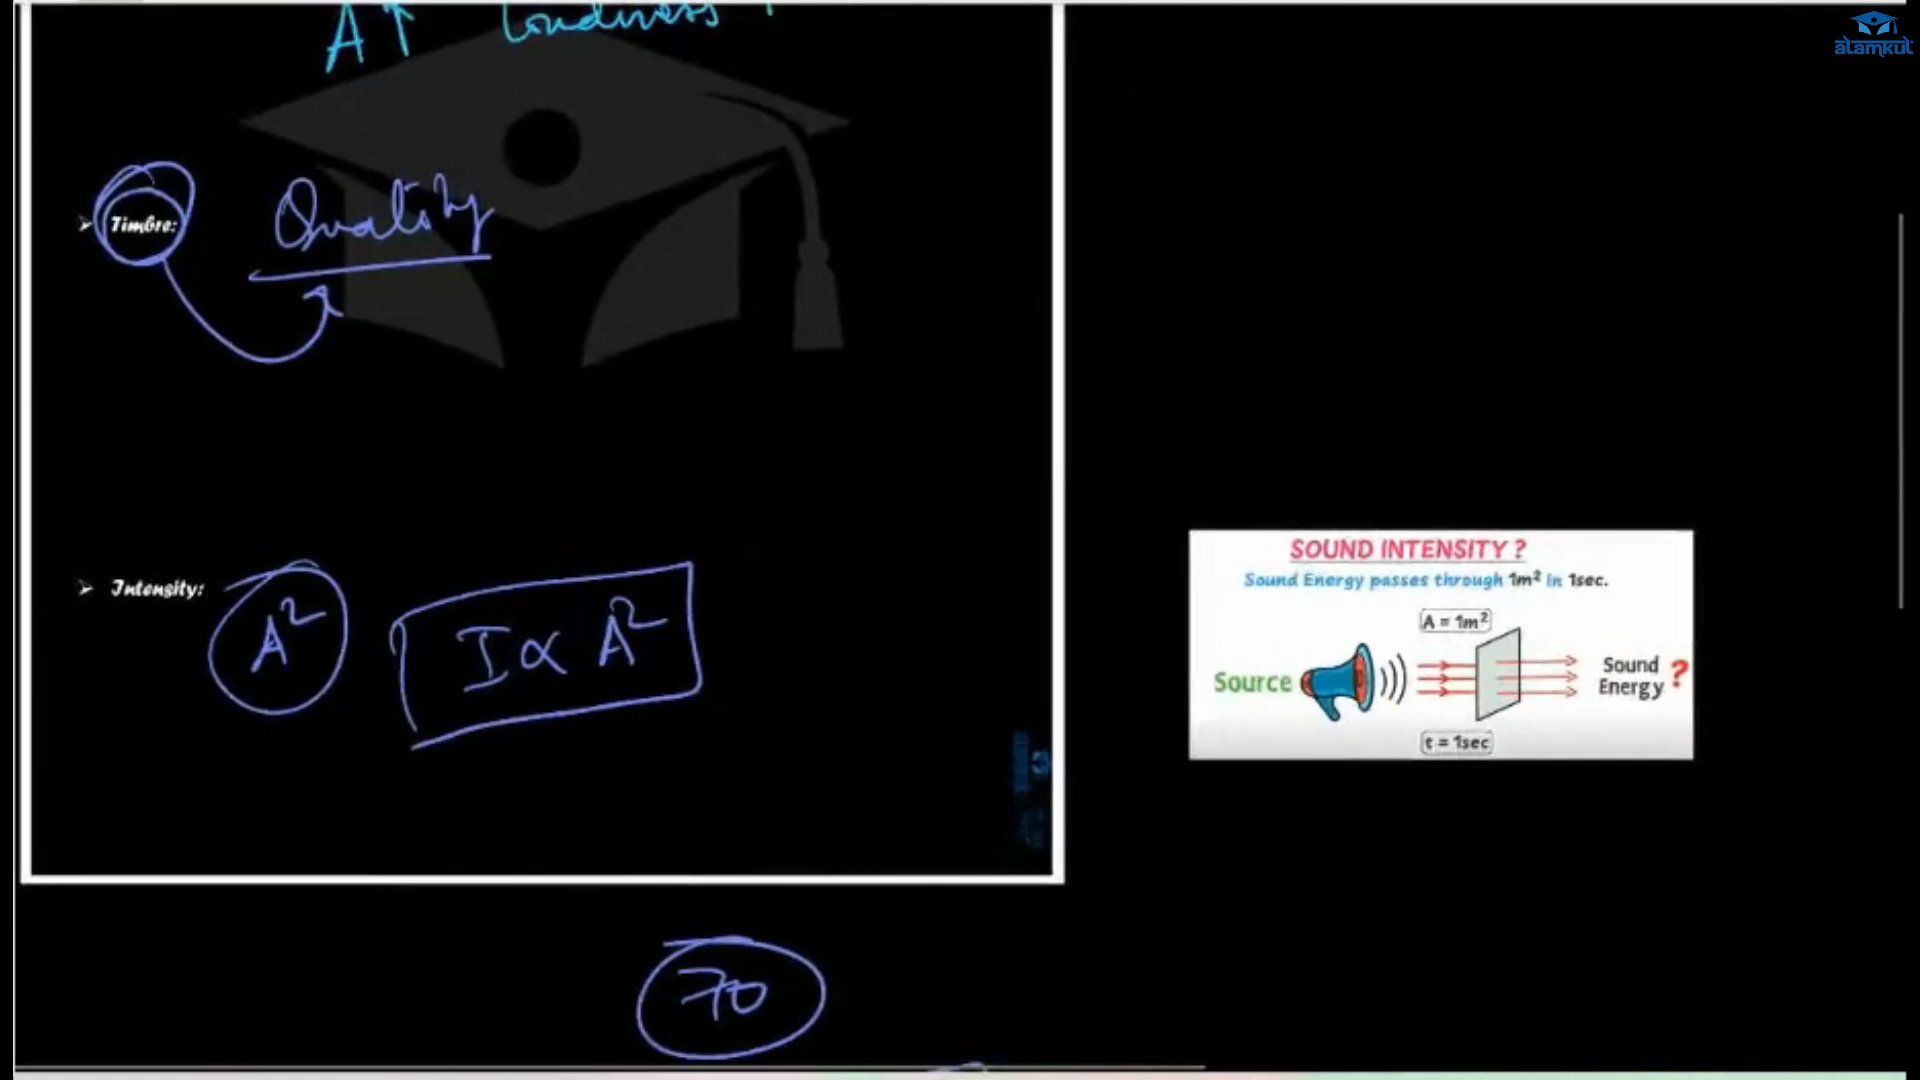 alamkul
A↑ Loudness
➢ Timbre: Quality
➢ Intensity: A² I ∝ A²
SOUND INTENSITY ?
Sound Energy passes through 1m² in 1sec.
A = 1m²
Source
Sound Energy ?
t = 1sec
70